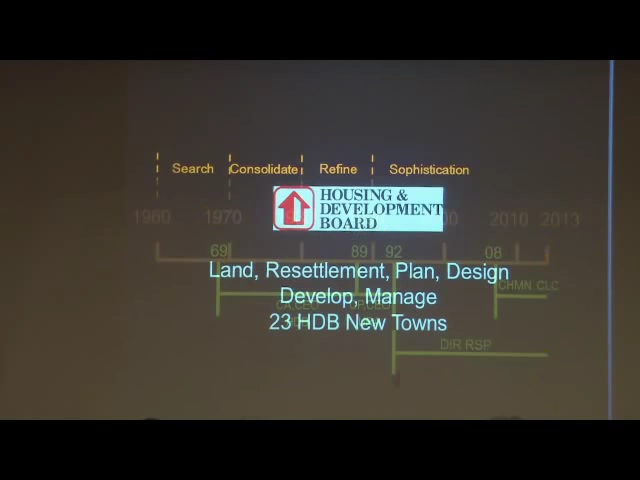 Search Consolidate Refine Sophistication
HOUSING &
DEVELOPMENT
BOARD
1960 1970 2010 2013
69 89 92 08
Land, Resettlement, Plan, Design
CHMN CLC
Develop, Manage
23 HDB New Towns
DIR RSP